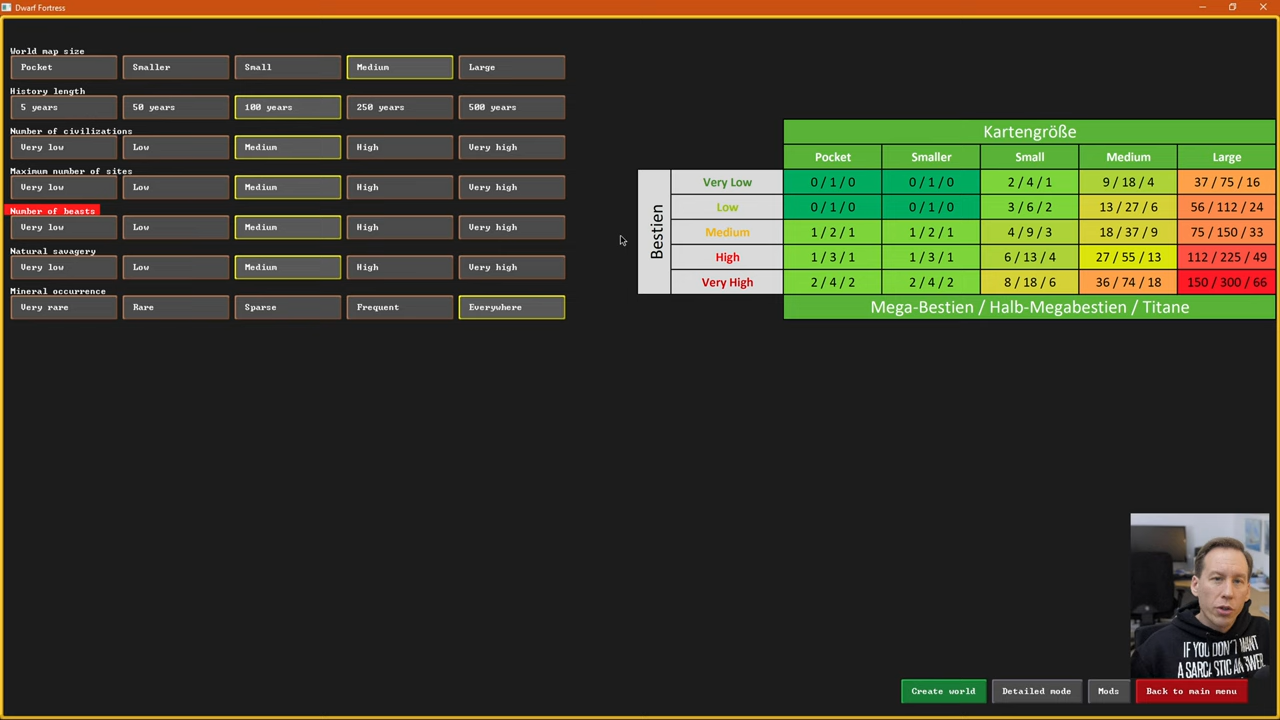 Dwarf Fortress
World map size
Pocket Smaller Small Medium Large
History length
5 years 50 years 100 years 250 years 500 years
Number of civilizations
Very low Low Medium High Very high
Maximum number of sites
Very low Low Medium High Very high
Number of beasts
Very low Low Medium High Very high
Natural savagery
Very low Low Medium High Very high
Mineral occurrence
Very rare Rare Sparse Frequent Everywhere
Kartengröße
Pocket Smaller Small Medium Large
Bestien
Very Low 0 / 1 / 0 0 / 1 / 0 2 / 4 / 1 9 / 18 / 4 37 / 75 / 16
Low 0 / 1 / 0 0 / 1 / 0 3 / 6 / 2 13 / 27 / 6 56 / 112 / 24
Medium 1 / 2 / 1 1 / 2 / 1 4 / 9 / 3 18 / 37 / 9 75 / 150 / 33
High 1 / 3 / 1 1 / 3 / 1 6 / 13 / 4 27 / 55 / 13 112 / 225 / 49
Very High 2 / 4 / 2 2 / 4 / 2 8 / 18 / 6 36 / 74 / 18 150 / 300 / 66
Mega-Bestien / Halb-Megabestien / Titane
IF YOU DON'T WANT
A SARCASTIC ANSWER
Create world Detailed mode Mods Back to main menu